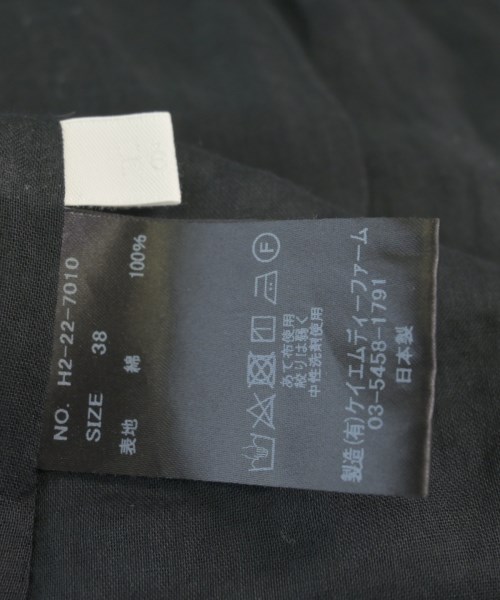 NO. H2-22-7010
SIZE 38
表地 綿 100%
F
あて布使用
絞りは弱く
中性洗剤使用
製造(有)ケイエムディーファーム
03-5458-1791
日本製